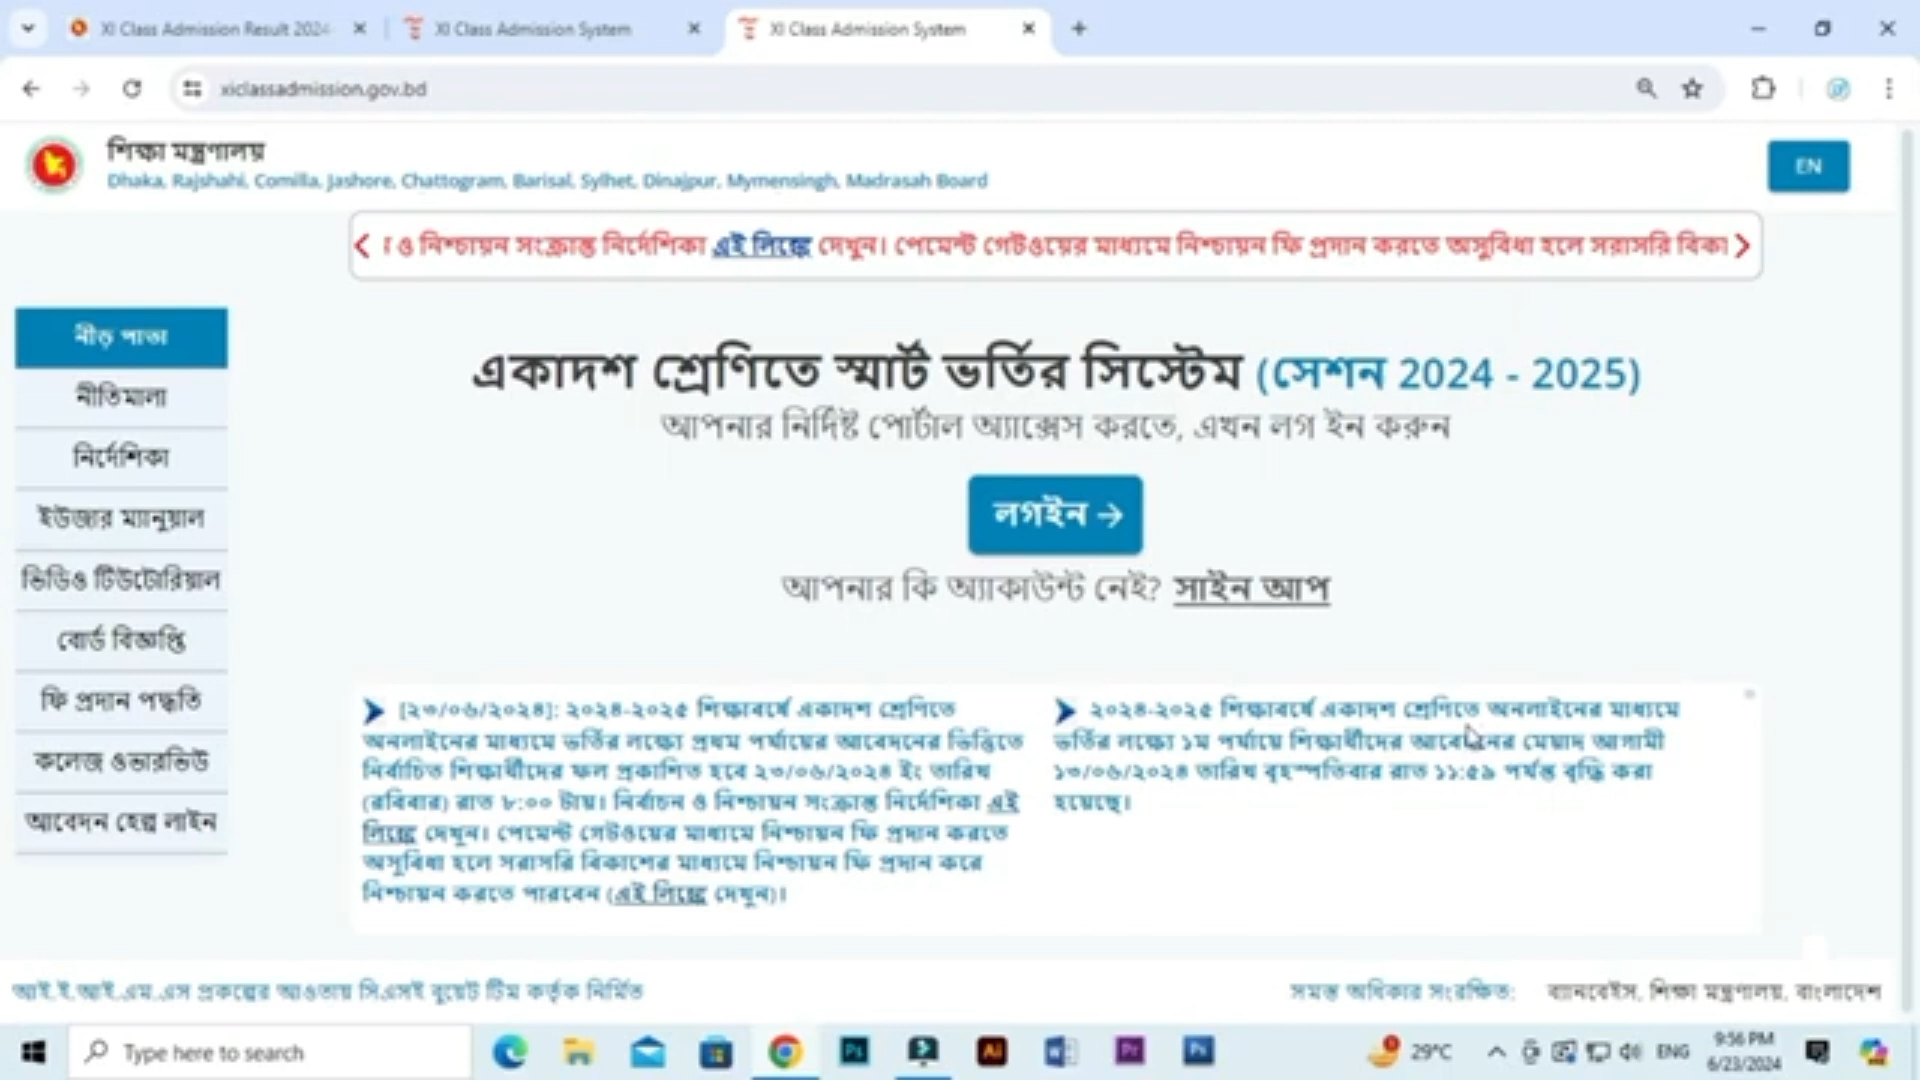 XI Class Admission Result 2024
XI Class Admission System
XI Class Admission System
xiclassadmission.gov.bd
শিক্ষা মন্ত্রণালয়
Dhaka, Rajshahi, Comilla, Jashore, Chattogram, Barisal, Sylhet, Dinajpur, Mymensingh, Madrasah Board
EN
ও নিশ্চায়ন সংক্রান্ত নির্দেশিকা এই লিঙ্কে দেখুন। পেমেন্ট গেটওয়ের মাধ্যমে নিশ্চায়ন ফি প্রদান করতে অসুবিধা হলে সরাসরি বিকা
নীড় পাতা
নীতিমালা
নির্দেশিকা
ইউজার ম্যানুয়াল
ভিডিও টিউটোরিয়াল
বোর্ড বিজ্ঞপ্তি
ফি প্রদান পদ্ধতি
কলেজ ওভারভিউ
আবেদন হেল্প লাইন
একাদশ শ্রেণিতে স্মার্ট ভর্তির সিস্টেম (সেশন 2024 - 2025)
আপনার নির্দিষ্ট পোর্টাল অ্যাক্সেস করতে, এখন লগ ইন করুন
লগইন →
আপনার কি অ্যাকাউন্ট নেই? সাইন আপ
[২৩/০৬/২০২৪]: ২০২৪-২০২৫ শিক্ষাবর্ষে একাদশ শ্রেণিতে
অনলাইনের মাধ্যমে ভর্তির লক্ষ্যে প্রথম পর্যায়ের আবেদনের ভিত্তিতে
নির্বাচিত শিক্ষার্থীদের ফল প্রকাশিত হবে ২৩/০৬/২০২৪ ইং তারিখ
(রবিবার) রাত ৮:০০ টায়। নির্বাচন ও নিশ্চায়ন সংক্রান্ত নির্দেশিকা এই
লিঙ্কে দেখুন। পেমেন্ট গেটওয়ের মাধ্যমে নিশ্চায়ন ফি প্রদান করতে
অসুবিধা হলে সরাসরি বিকাশের মাধ্যমে নিশ্চায়ন ফি প্রদান করে
নিশ্চায়ন করতে পারবেন (এই লিঙ্কে দেখুন)।
২০২৪-২০২৫ শিক্ষাবর্ষে একাদশ শ্রেণিতে অনলাইনের মাধ্যমে
ভর্তির লক্ষ্যে ১ম পর্যায়ে শিক্ষার্থীদের আবেদনের মেয়াদ আগামী
১৩/০৬/২০২৪ তারিখ বৃহস্পতিবার রাত ১১:৫৯ পর্যন্ত বৃদ্ধি করা
হয়েছে।
আই.ই.আই.এম.এস প্রকল্পের আওতায় সিএসই বুয়েট টিম কর্তৃক নির্মিত
সমস্ত অধিকার সংরক্ষিত: ব্যানবেইস, শিক্ষা মন্ত্রণালয়, বাংলাদেশ
Type here to search
Ps
Ai
W
Pr
29°C
ENG
9:56 PM
6/23/2024